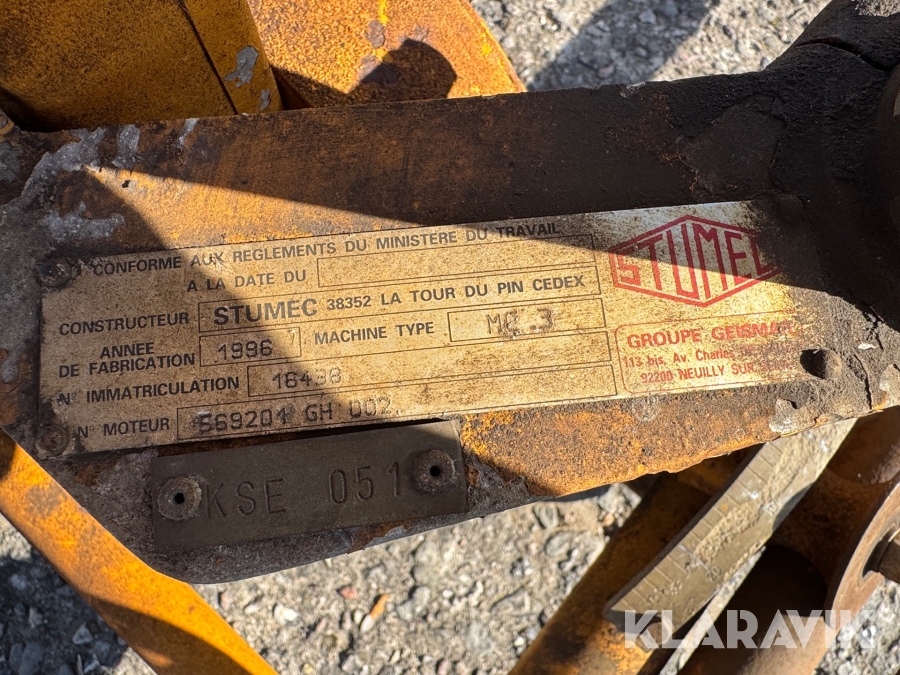 CONFORME AUX REGLEMENTS DU MINISTERE DU TRAVAIL
A LA DATE DU
STUMEC
CONSTRUCTEUR STUMEC 38352 LA TOUR DU PIN CEDEX
ANNEE DE FABRICATION 1996 MACHINE TYPE 3
GROUPE GEISMAR
113 bis, Av. Charles
92200 NEUILLY SUR
N° IMMATRICULATION 16498
N° MOTEUR 569204 GH 002
KSE 051
KLARAVIK